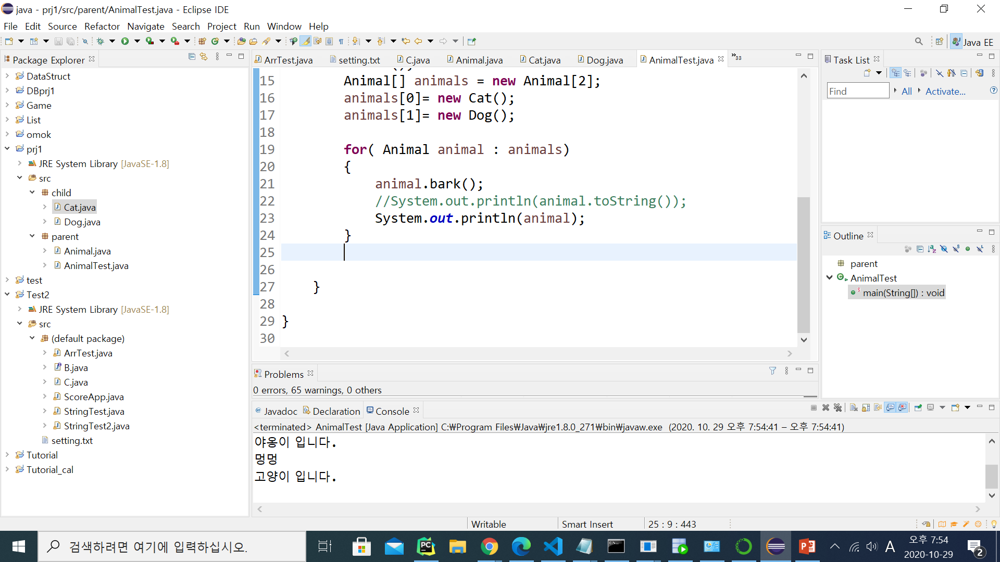 java - prj1/src/parent/AnimalTest.java - Eclipse IDE
File Edit Source Refactor Navigate Search Project Run Window Help
Java EE
Package Explorer
DataStruct
DBprj1
Game
List
omok
prj1
JRE System Library [JavaSE-1.8]
src
child
Cat.java
Dog.java
parent
Animal.java
AnimalTest.java
test
Test2
JRE System Library [JavaSE-1.8]
src
(default package)
ArrTest.java
B.java
C.java
ScoreApp.java
StringTest.java
StringTest2.java
setting.txt
Tutorial
Tutorial_cal
ArrTest.java setting.txt C.java Animal.java Cat.java Dog.java AnimalTest.java »33
15 Animal[] animals = new Animal[2];
16 animals[0]= new Cat();
17 animals[1]= new Dog();
18
19 for( Animal animal : animals)
20 {
21 animal.bark();
22 //System.out.println(animal.toString());
23 System.out.println(animal);
24 }
25
26
27 }
28
29 }
30
Problems
0 errors, 65 warnings, 0 others
@ Javadoc Declaration Console
<terminated> AnimalTest [Java Application] C:₩Program Files₩Java₩jre1.8.0_271₩bin₩javaw.exe (2020. 10. 29 오후 7:54:41 – 오후 7:54:41)
야옹이 입니다.
멍멍
고양이 입니다.
Task List
Find All Activate...
Outline
parent
AnimalTest
main(String[]) : void
Writable Smart Insert 25 : 9 : 443
검색하려면 여기에 입력하십시오.
A
오후 7:54
2020-10-29
2